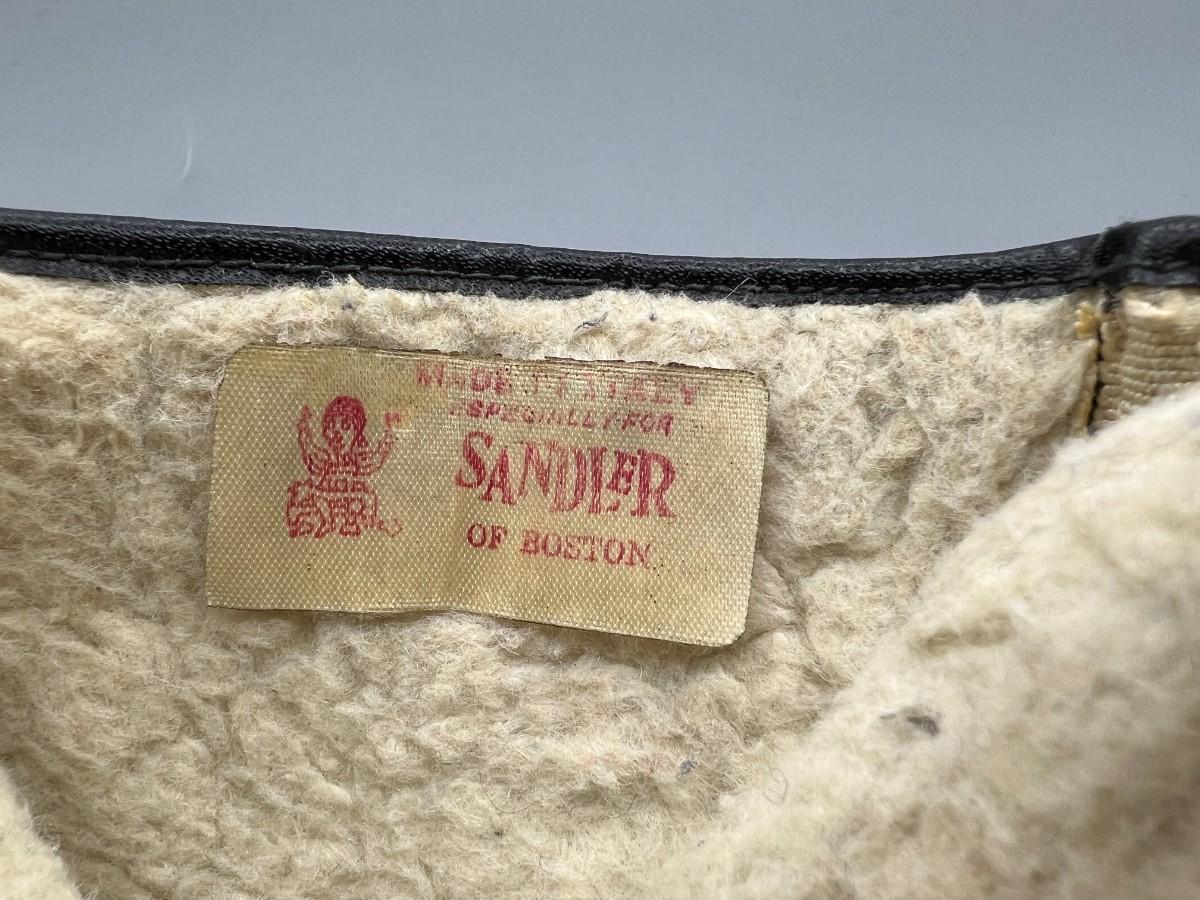 MADE IN ITALY
ESPECIALLY FOR
SANDLER
OF BOSTON